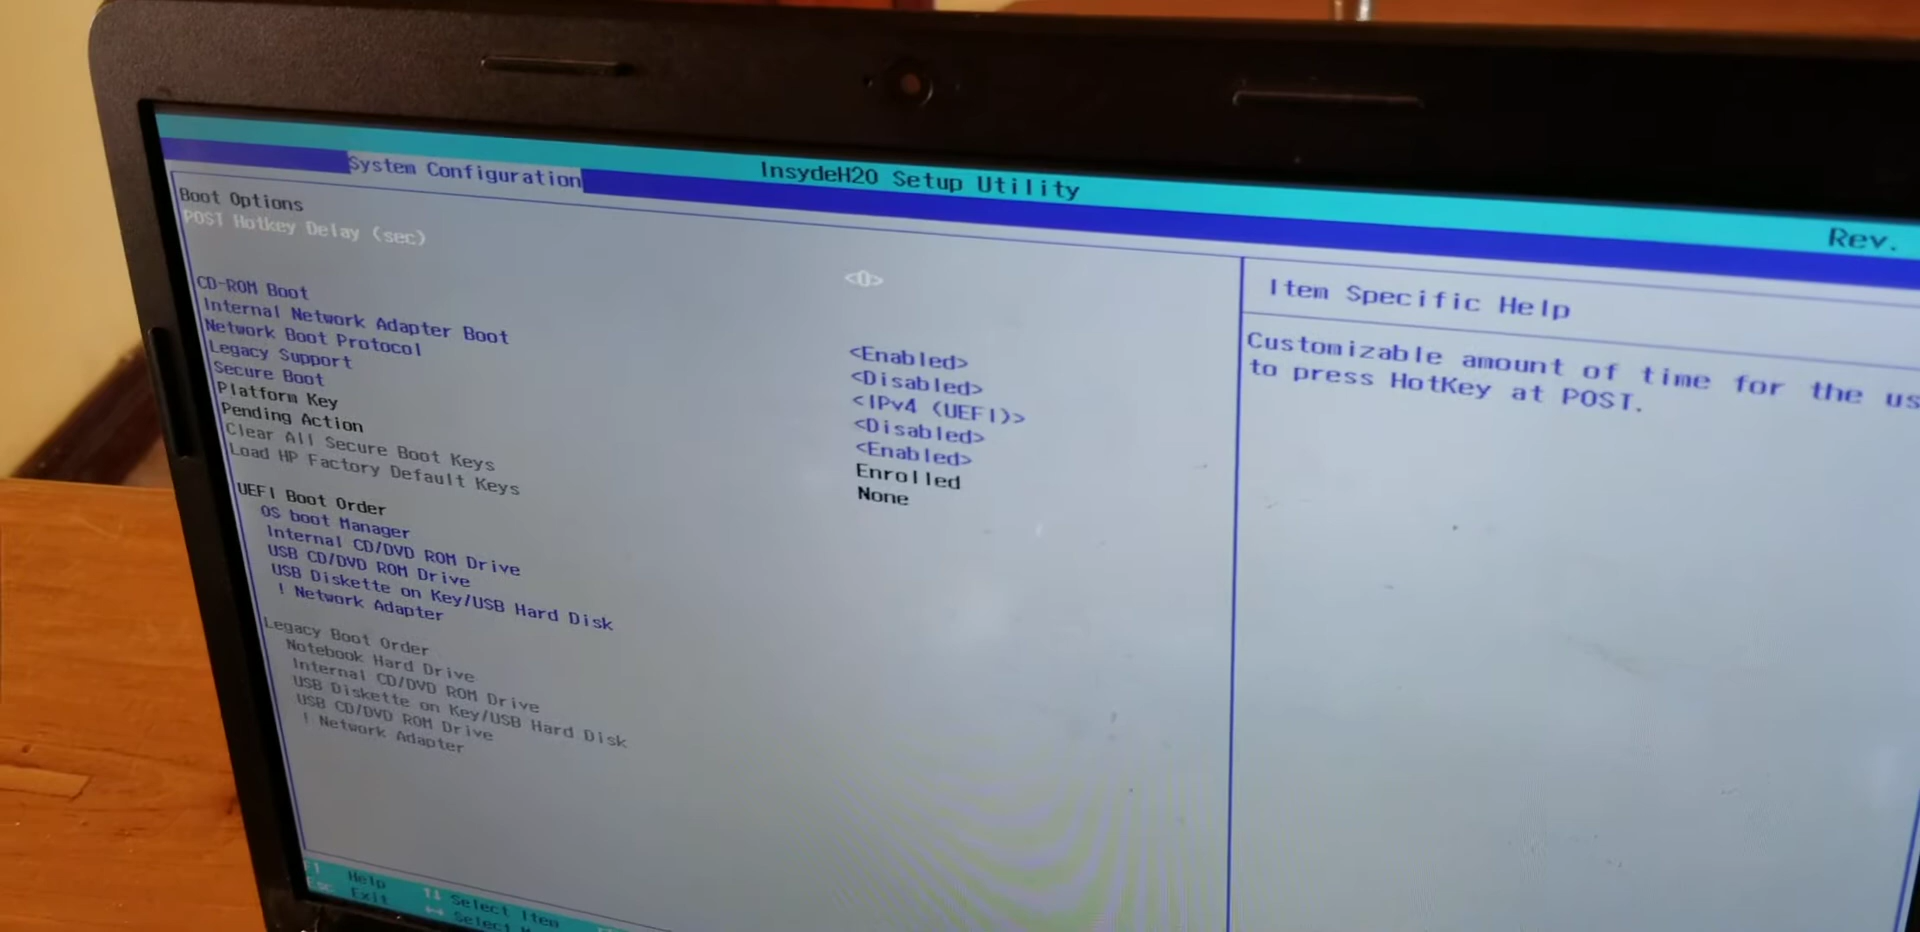 InsydeH20 Setup Utility
Rev.
System Configuration
Boot Options
POST Hotkey Delay (sec) <0>
CD-ROM Boot <Enabled>
Internal Network Adapter Boot <Disabled>
Network Boot Protocol <IPv4 (UEFI)>
Legacy Support <Disabled>
Secure Boot <Enabled>
Platform Key Enrolled
Pending Action None
Clear All Secure Boot Keys
Load HP Factory Default Keys
UEFI Boot Order
OS boot Manager
Internal CD/DVD ROM Drive
USB CD/DVD ROM Drive
USB Diskette on Key/USB Hard Disk
! Network Adapter
Legacy Boot Order
Notebook Hard Drive
Internal CD/DVD ROM Drive
USB Diskette on Key/USB Hard Disk
USB CD/DVD ROM Drive
! Network Adapter
Item Specific Help
Customizable amount of time for the us
to press HotKey at POST.
F1 Help ↑↓ Select Item
Esc Exit ↔ Select